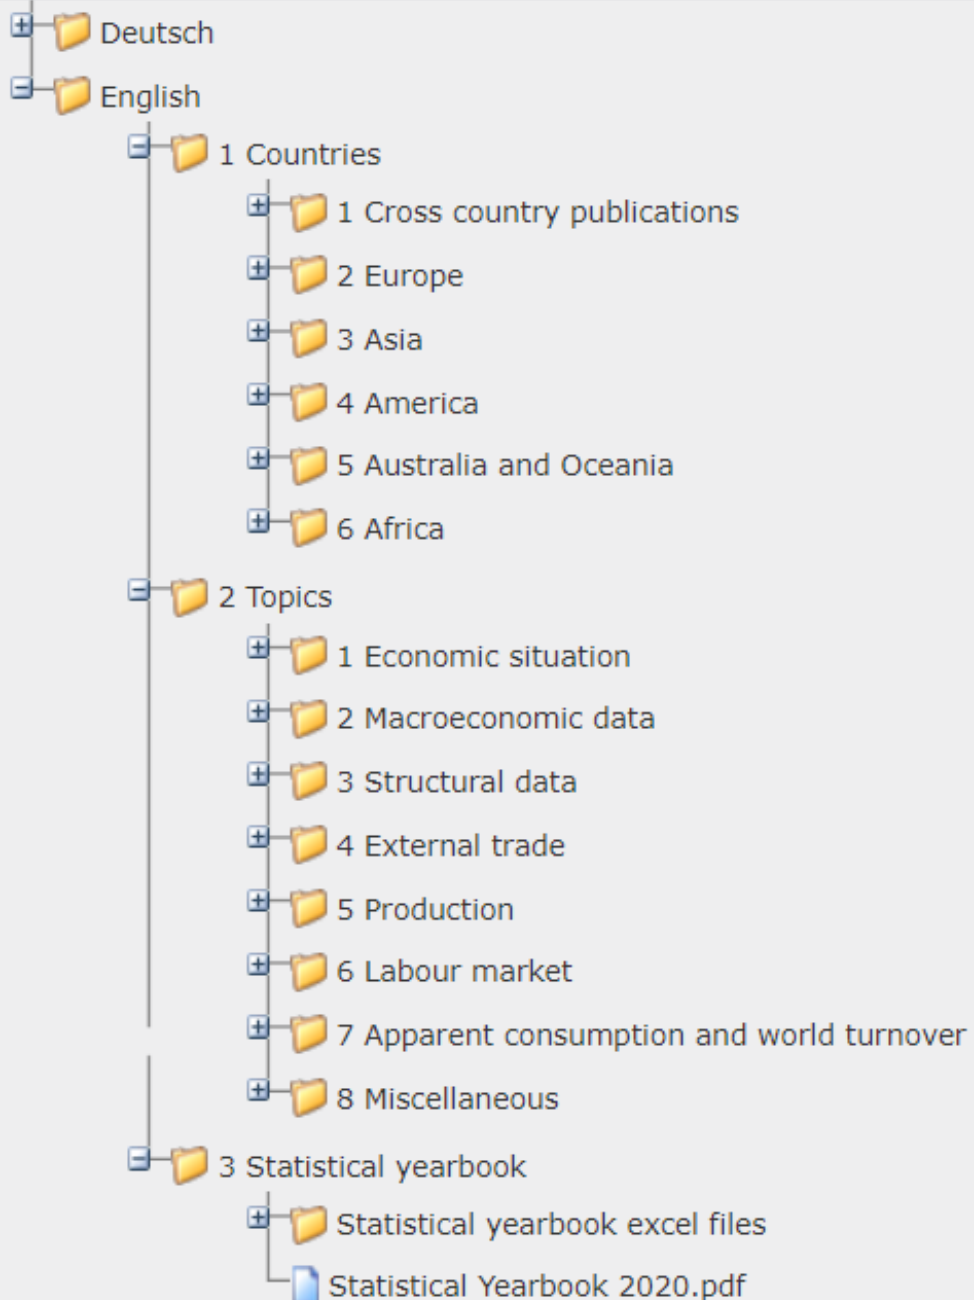 Deutsch
English
1 Countries
1 Cross country publications
2 Europe
3 Asia
4 America
5 Australia and Oceania
6 Africa
2 Topics
1 Economic situation
2 Macroeconomic data
3 Structural data
4 External trade
5 Production
6 Labour market
7 Apparent consumption and world turnover
8 Miscellaneous
3 Statistical yearbook
Statistical yearbook excel files
Statistical Yearbook 2020.pdf